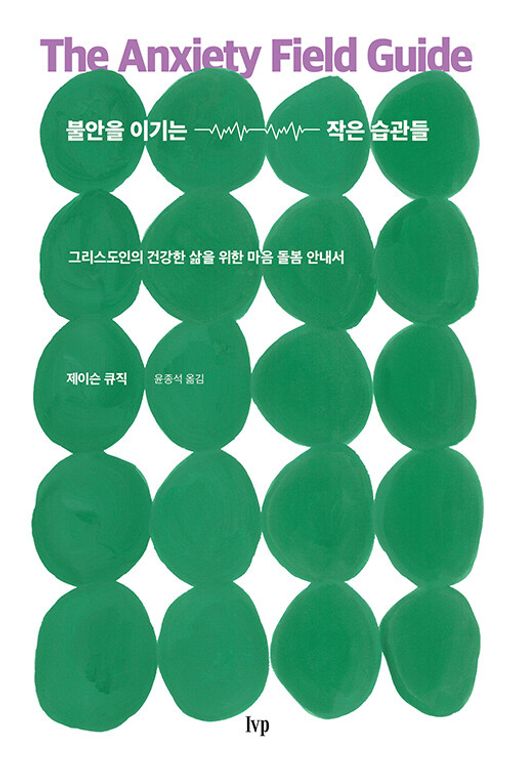 The Anxiety Field Guide
불안을 이기는 작은 습관들
그리스도인의 건강한 삶을 위한 마음 돌봄 안내서
제이슨 큐직 윤종석 옮김
Ivp